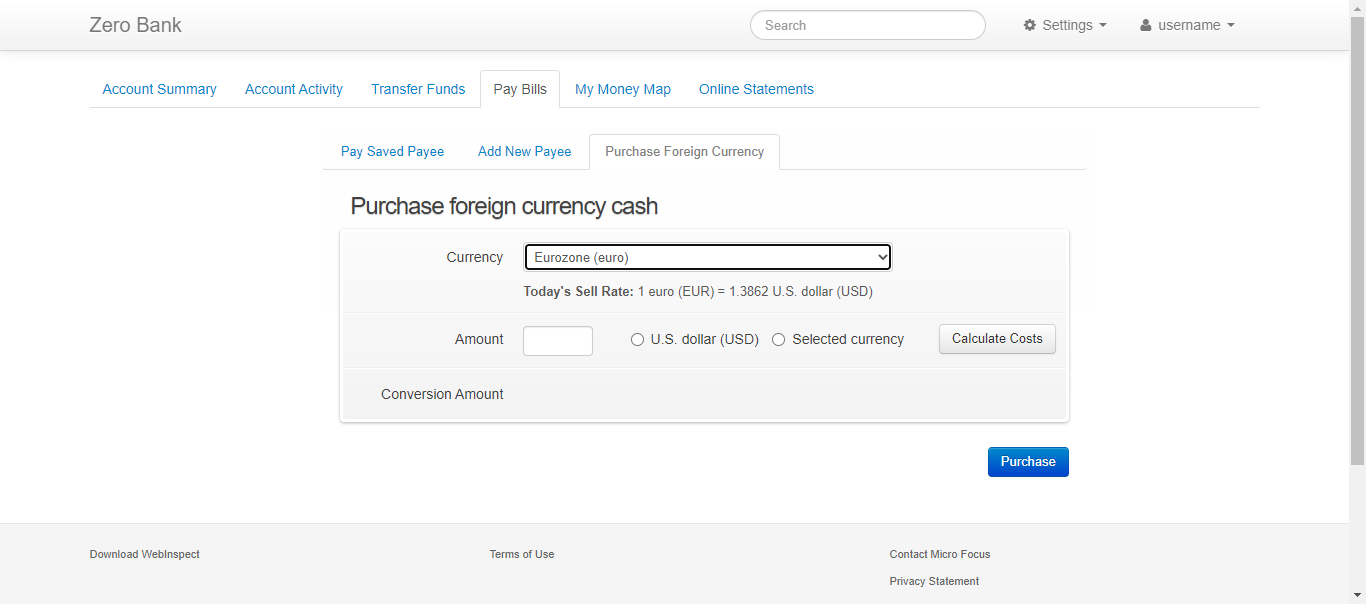 Zero Bank
Search
Settings
username
Account Summary
Account Activity
Transfer Funds
Pay Bills
My Money Map
Online Statements
Pay Saved Payee
Add New Payee
Purchase Foreign Currency
Purchase foreign currency cash
Currency
Eurozone (euro)
Today's Sell Rate: 1 euro (EUR) = 1.3862 U.S. dollar (USD)
Amount
U.S. dollar (USD)
Selected currency
Calculate Costs
Conversion Amount
Purchase
Download WebInspect
Terms of Use
Contact Micro Focus
Privacy Statement